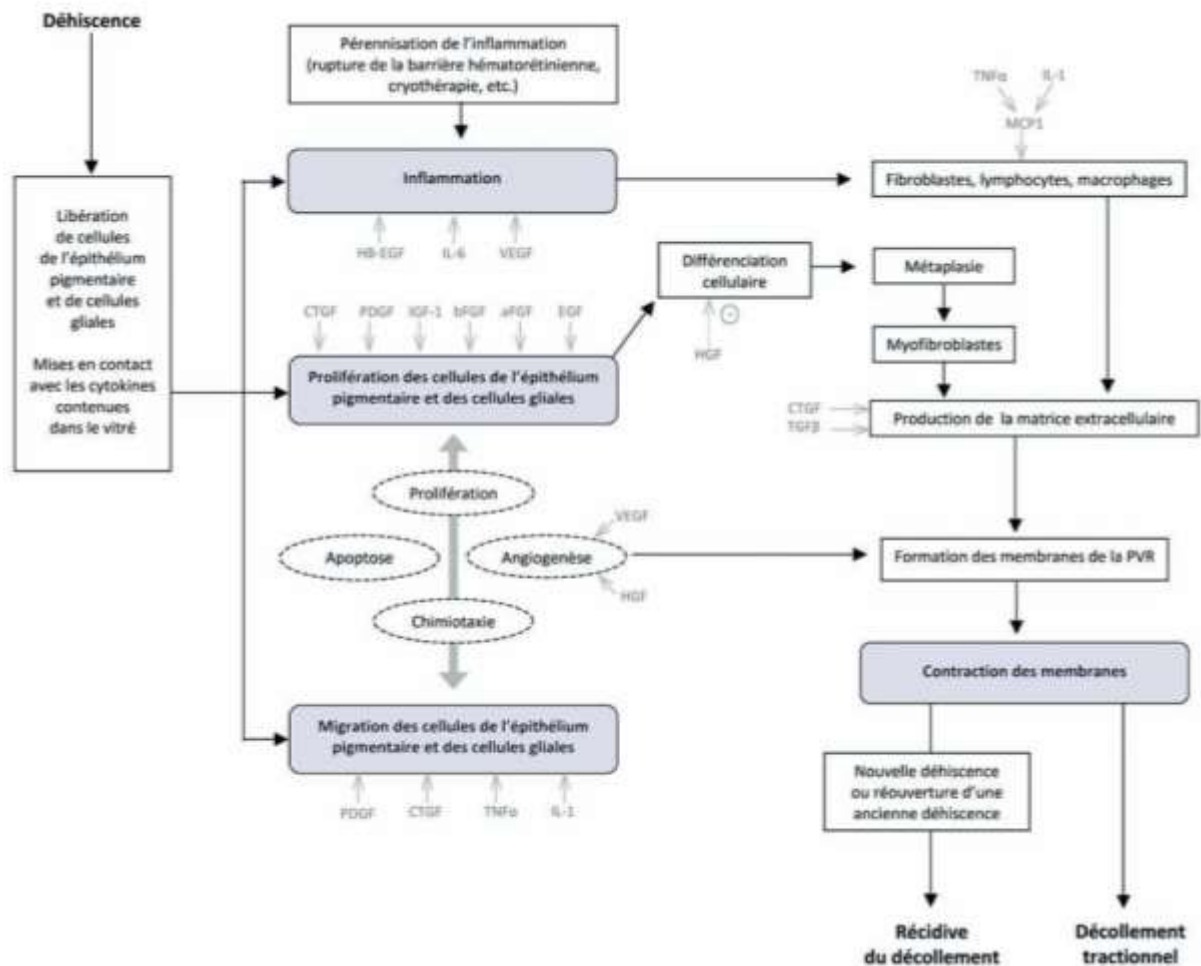 Déhiscence
Pérennisation de l'inflammation
(rupture de la barrière hématorétinienne,
cryothérapie, etc.)
TNFα
IL-1
MCP1
Inflammation
Fibroblastes, lymphocytes, macrophages
HB-EGF
IL-6
VEGF
Libération
de cellules
de l'épithélium
pigmentaire
et de cellules
gliales
Mises en contact
avec les cytokines
contenues
dans le vitré
Différenciation
cellulaire
Métaplasie
HGF
CTGF
PDGF
IGF-1
bFGF
aFGF
EGF
Myofibroblastes
Prolifération des cellules de l'épithélium
pigmentaire et des cellules gliales
CTGF
TGFβ
Production de la matrice extracellulaire
Prolifération
Apoptose
Angiogenèse
VEGF
HGF
Chimiotaxie
Formation des membranes de la PVR
Contraction des membranes
Migration des cellules de l'épithélium
pigmentaire et des cellules gliales
PDGF
CTGF
TNFα
IL-1
Nouvelle déhiscence
ou réouverture d'une
ancienne déhiscence
Récidive
du décollement
Décollement
tractionnel